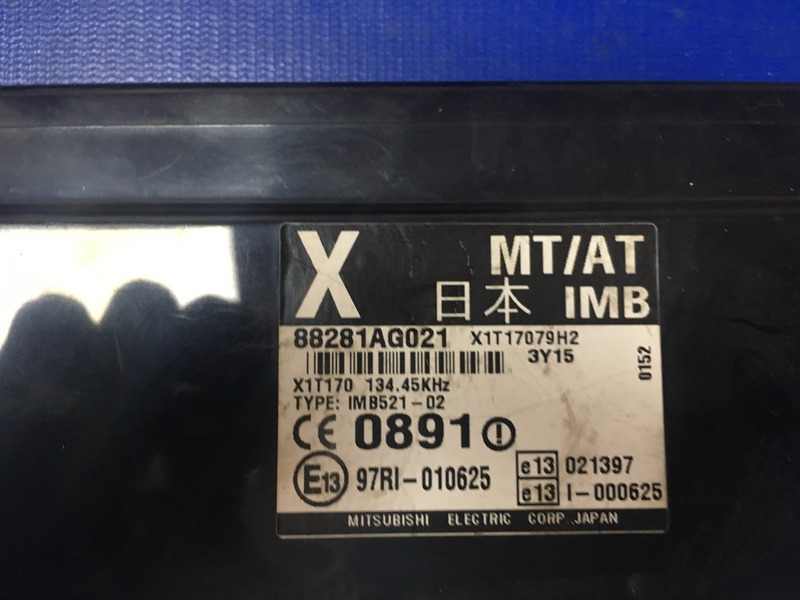 X MT/AT
日本 IMB
88281AG021 X1T17079H2
3Y15
0152
X1T170 134.45KHz
TYPE: IMB521-02
CE 0891
E13 97RI-010625
e13 021397
e13 I-000625
MITSUBISHI ELECTRIC CORP. JAPAN